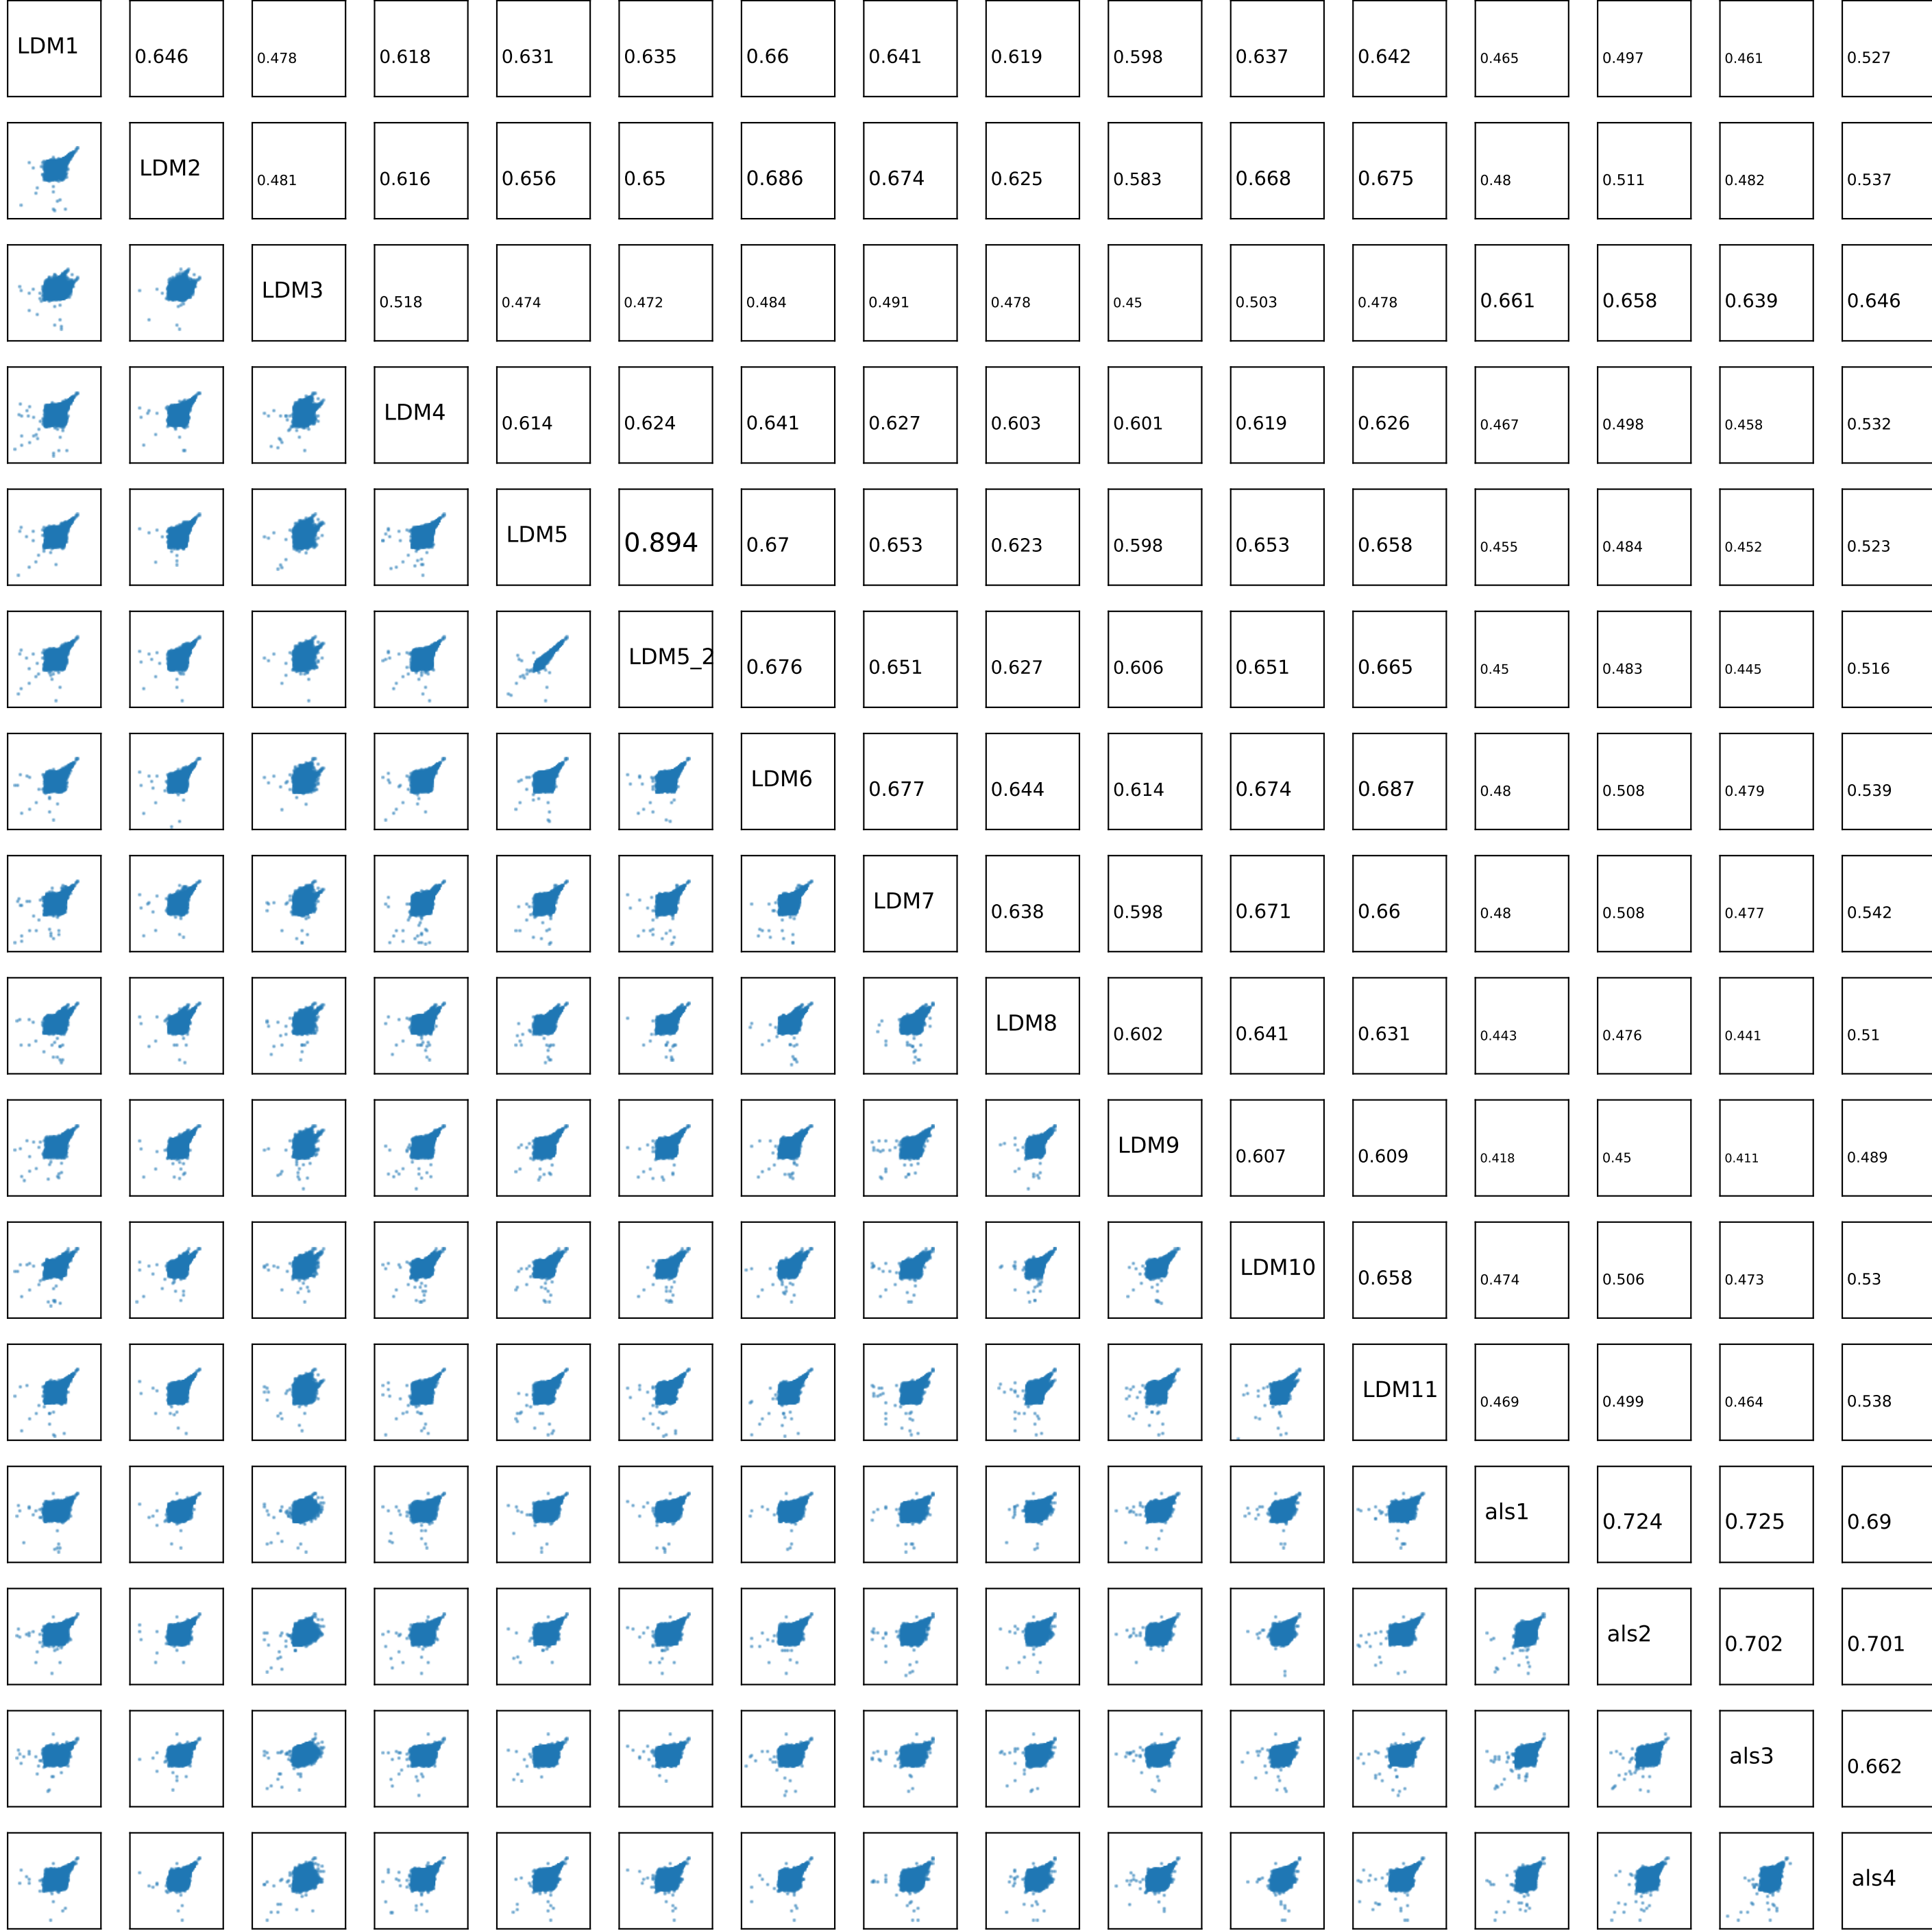 LDM1 0.646 0.478 0.618 0.631 0.635 0.66 0.641 0.619 0.598 0.637 0.642 0.465 0.497 0.461 0.527
LDM2 0.481 0.616 0.656 0.65 0.686 0.674 0.625 0.583 0.668 0.675 0.48 0.511 0.482 0.537
LDM3 0.518 0.474 0.472 0.484 0.491 0.478 0.45 0.503 0.478 0.661 0.658 0.639 0.646
LDM4 0.614 0.624 0.641 0.627 0.603 0.601 0.619 0.626 0.467 0.498 0.458 0.532
LDM5 0.894 0.67 0.653 0.623 0.598 0.653 0.658 0.455 0.484 0.452 0.523
LDM5_2 0.676 0.651 0.627 0.606 0.651 0.665 0.45 0.483 0.445 0.516
LDM6 0.677 0.644 0.614 0.674 0.687 0.48 0.508 0.479 0.539
LDM7 0.638 0.598 0.671 0.66 0.48 0.508 0.477 0.542
LDM8 0.602 0.641 0.631 0.443 0.476 0.441 0.51
LDM9 0.607 0.609 0.418 0.45 0.411 0.489
LDM10 0.658 0.474 0.506 0.473 0.53
LDM11 0.469 0.499 0.464 0.538
als1 0.724 0.725 0.69
als2 0.702 0.701
als3 0.662
als4